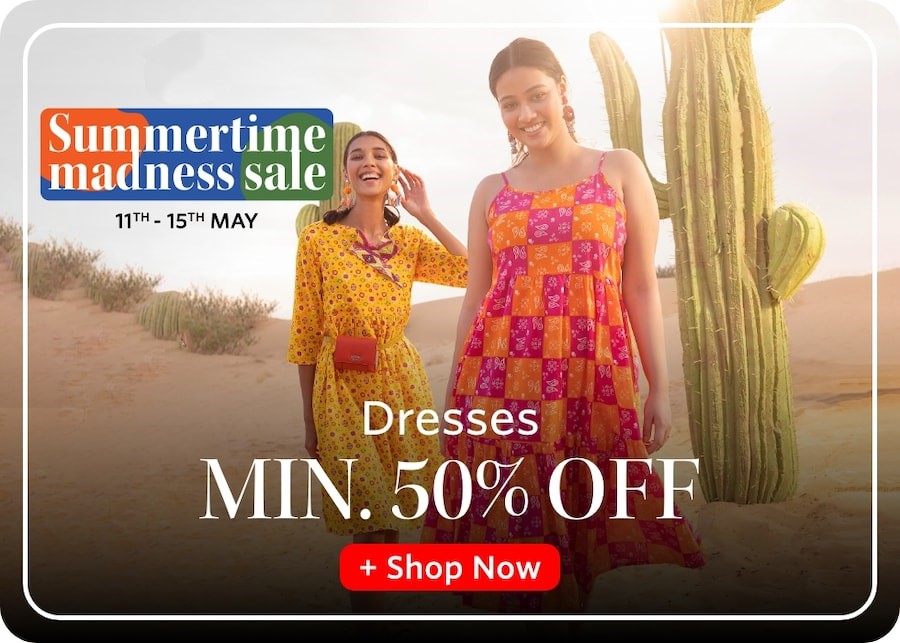 Summertime
madness sale
11TH - 15TH MAY
Dresses
MIN. 50% OFF
+ Shop Now